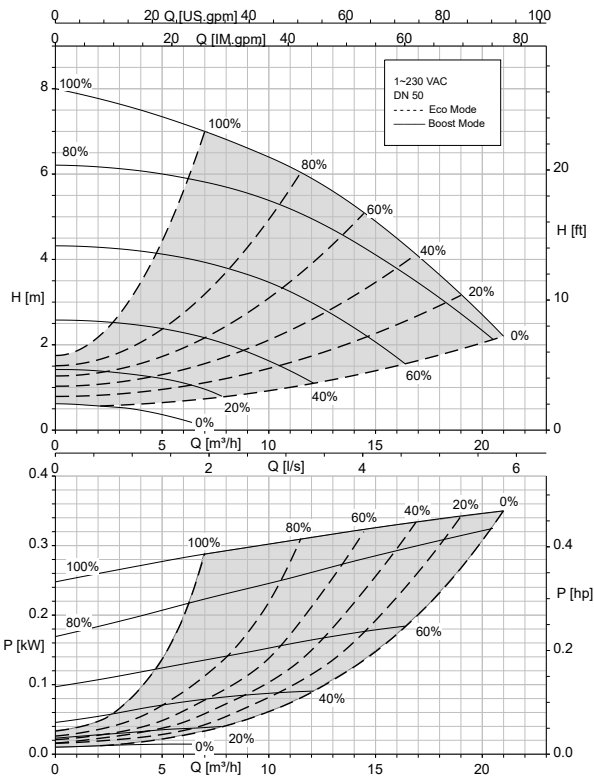 0 20 Q [US.gpm] 40 60 80 100
0 20 Q [IM.gpm] 40 60 80
8
100%
1~230 VAC
DN 50
Eco Mode
Boost Mode
100%
80%
80%
6
20
60%
H [ft]
4
40%
H [m]
20%
10
2
0%
60%
40%
20%
0%
0
0
0 5 10 15 20
Q [m³/h]
0.4
0 2 Q [l/s] 4 6
0%
20%
40%
60%
80%
100%
0.3
100%
0.4
P [hp]
0.2
80%
60%
P [kW]
0.2
0.1
40%
20%
0%
0.0
0.0
0 5 10 15 20
Q [m³/h]